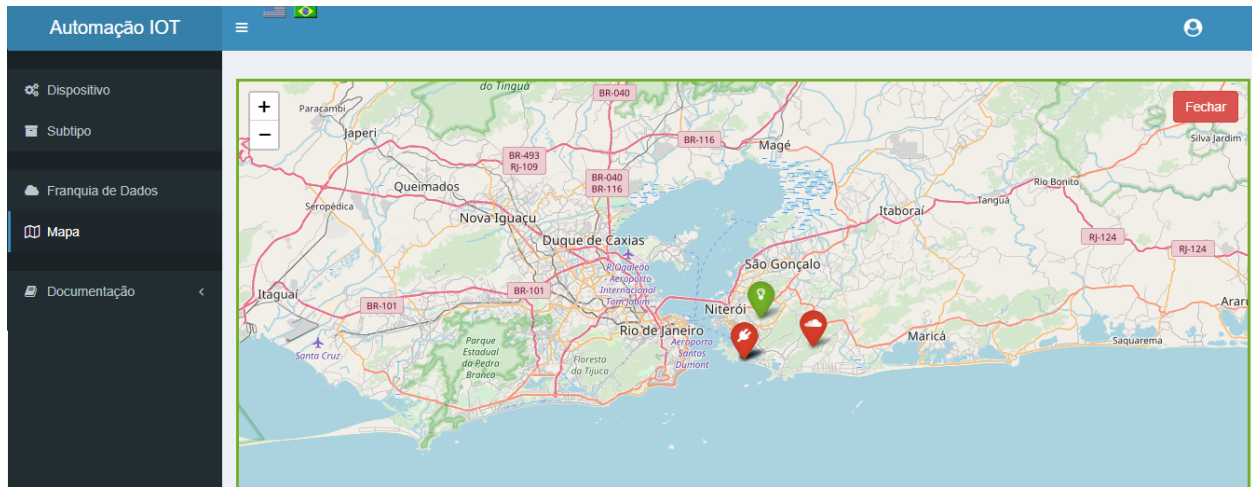 Automação IOT
Dispositivo
Subtipo
Franquia de Dados
Mapa
Documentação
+
−
Fechar
do Tinguá
BR-040
Paracambi
Japeri
BR-116
Magé
Silva Jardim
BR-493
RJ-109
BR-040
BR-116
Queimados
Rio Bonito
Seropédica
Nova Iguaçu
Itaboraí
Tanguá
Duque de Caxias
RJ-124
RJ-124
São Gonçalo
RIOgaleão
- Aeroporto
Internacional
Tom Jobim
Itaguaí
BR-101
BR-101
Niterói
Araru
Rio de Janeiro
Maricá
Saquarema
Santa Cruz
Parque
Estadual
da Pedra
Branca
Aeroporto
Santos
Dumont
Floresta
da Tijuca